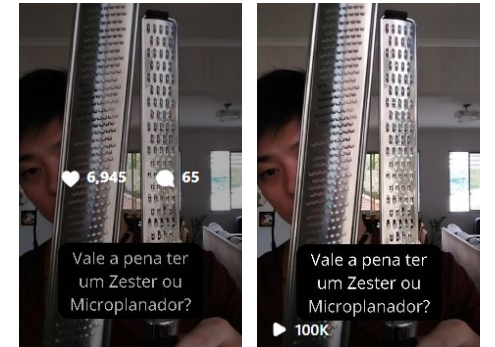 6,945 65
Vale a pena ter
um Zester ou
Microplanador?
Vale a pena ter
um Zester ou
Microplanador?
100K